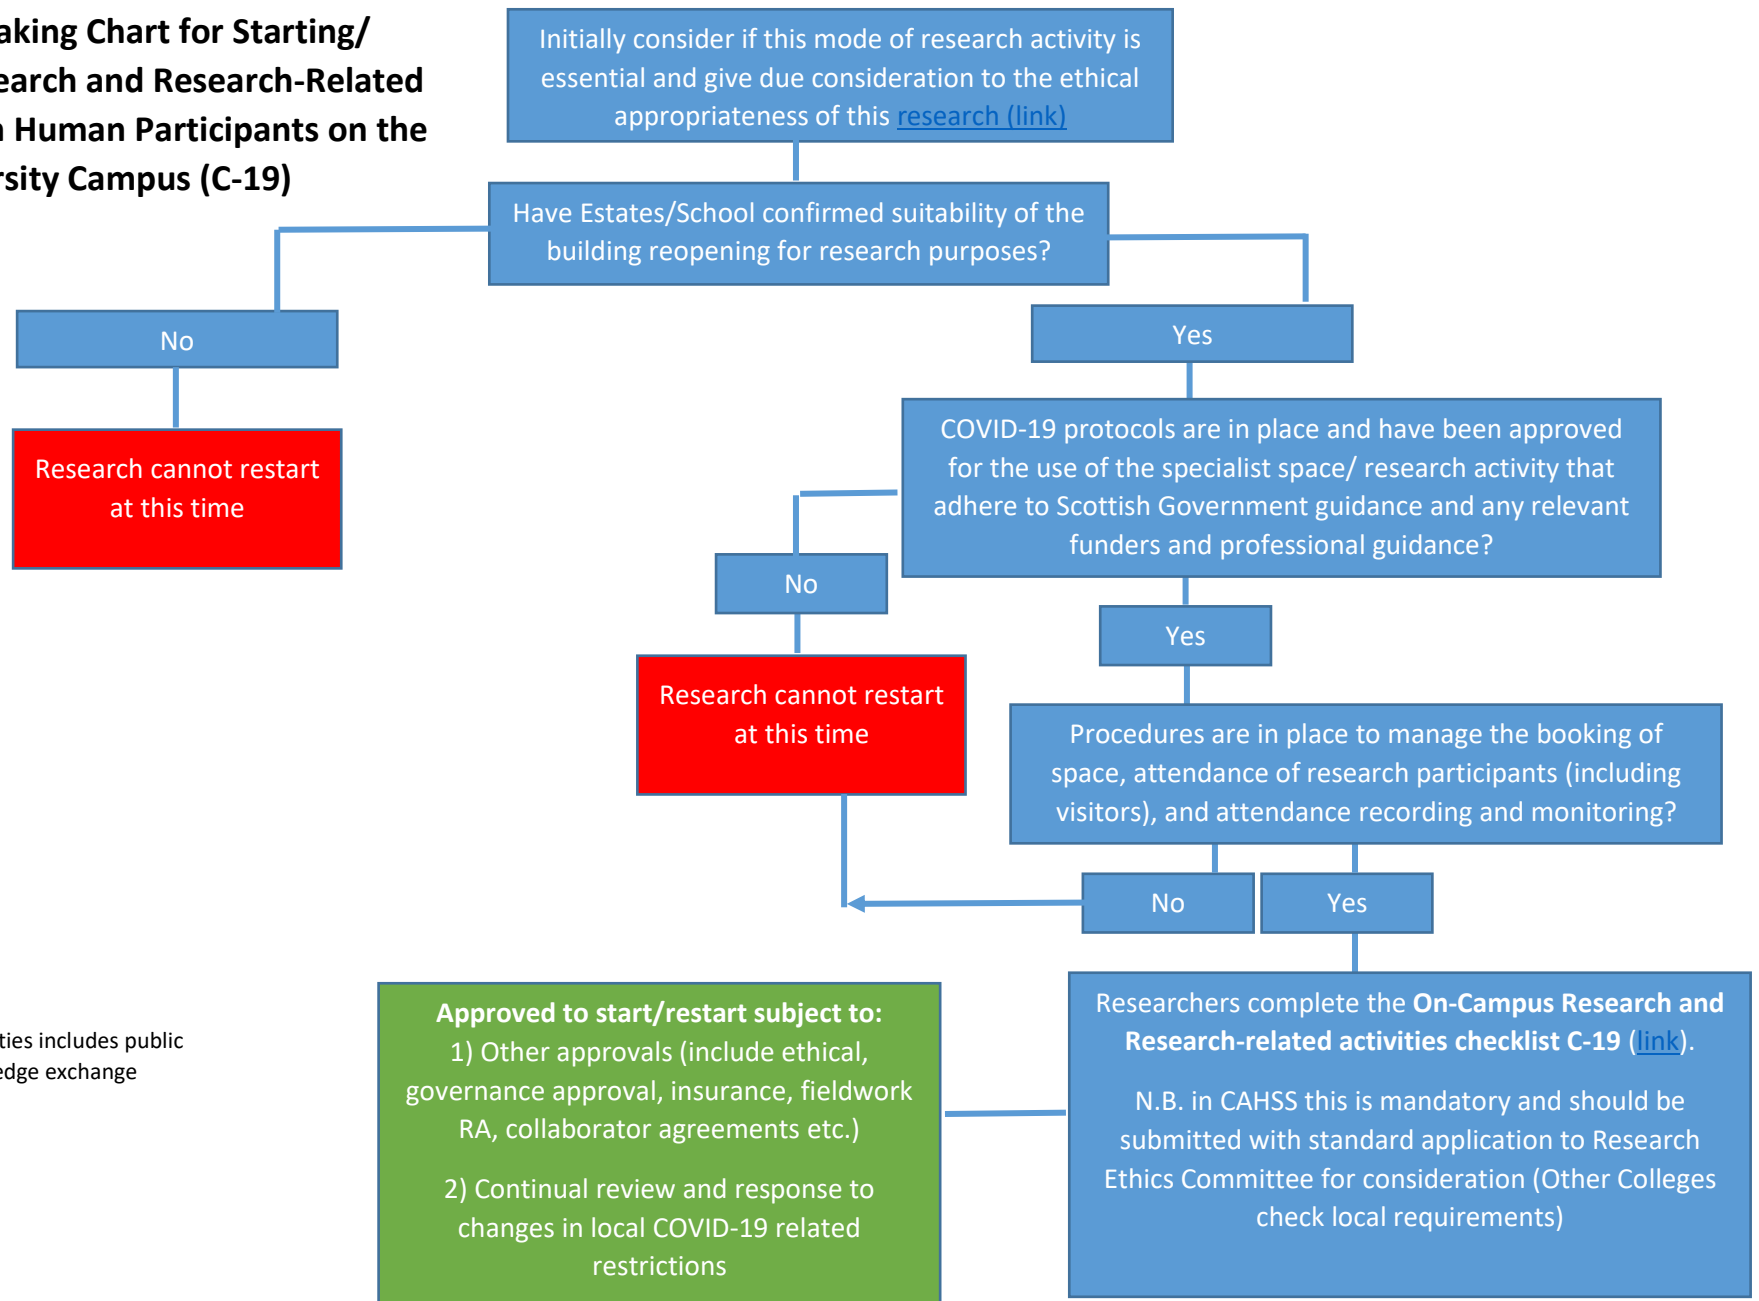 aking Chart for Starting/
earch and Research-Related
Human Participants on the
rsity Campus (C-19)
Initially consider if this mode of research activity is
essential and give due consideration to the ethical
appropriateness of this research (link)
Have Estates/School confirmed suitability of the
building reopening for research purposes?
No
Yes
Research cannot restart
at this time
COVID-19 protocols are in place and have been approved
for the use of the specialist space/ research activity that
adhere to Scottish Government guidance and any relevant
funders and professional guidance?
No
Yes
Research cannot restart
at this time
Procedures are in place to manage the booking of
space, attendance of research participants (including
visitors), and attendance recording and monitoring?
No
Yes
Approved to start/restart subject to:
1) Other approvals (include ethical,
governance approval, insurance, fieldwork
RA, collaborator agreements etc.)
2) Continual review and response to
changes in local COVID-19 related
restrictions
Researchers complete the On-Campus Research and
Research-related activities checklist C-19 (link).
N.B. in CAHSS this is mandatory and should be
submitted with standard application to Research
Ethics Committee for consideration (Other Colleges
check local requirements)
ties includes public
edge exchange